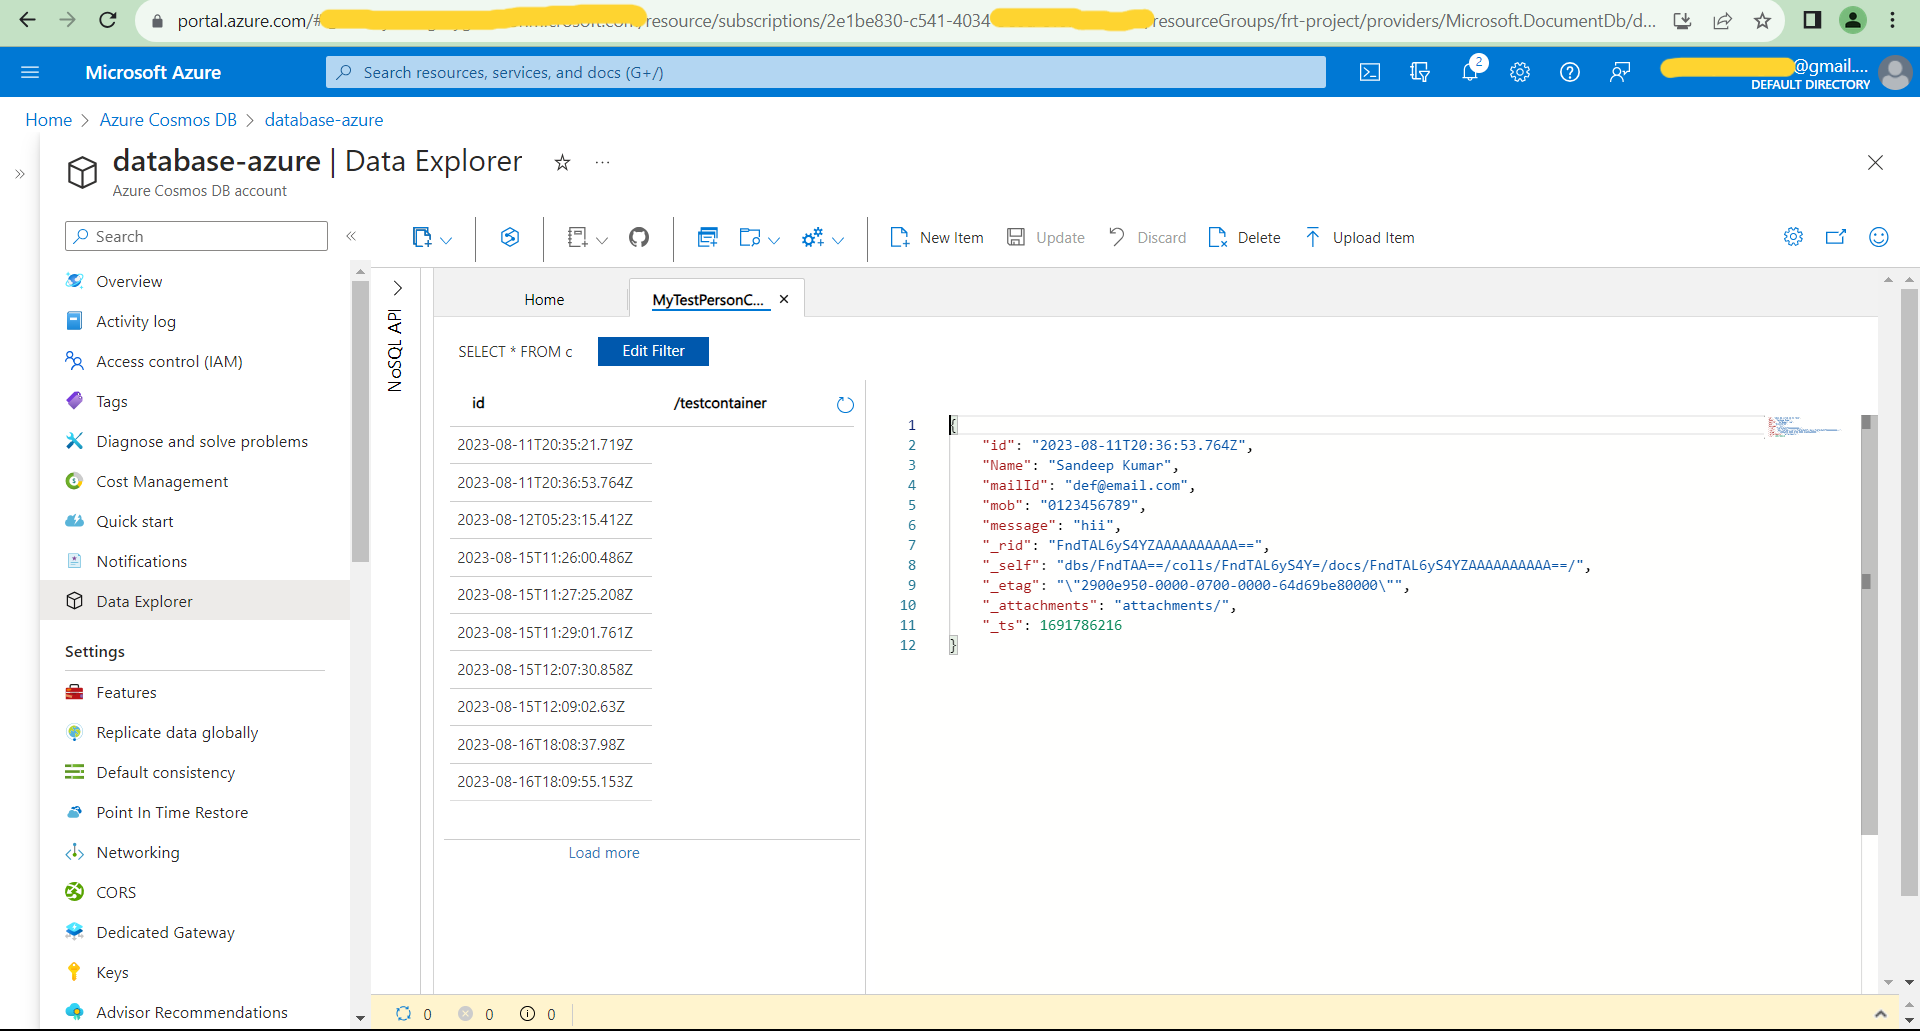 portal.azure.com/# resource/subscriptions/2e1be830-c541-4034 resourceGroups/frt-project/providers/Microsoft.DocumentDb/d...
Microsoft Azure
Search resources, services, and docs (G+/)
2
@gmail....
DEFAULT DIRECTORY
Home > Azure Cosmos DB > database-azure
database-azure | Data Explorer
Azure Cosmos DB account
Search
New Item
Update
Discard
Delete
Upload Item
Overview
Activity log
Access control (IAM)
Tags
Diagnose and solve problems
Cost Management
Quick start
Notifications
Data Explorer
Settings
Features
Replicate data globally
Default consistency
Point In Time Restore
Networking
CORS
Dedicated Gateway
Keys
Advisor Recommendations
NoSQL API
Home
MyTestPersonC...
SELECT * FROM c
Edit Filter
id /testcontainer
2023-08-11T20:35:21.719Z
2023-08-11T20:36:53.764Z
2023-08-12T05:23:15.412Z
2023-08-15T11:26:00.486Z
2023-08-15T11:27:25.208Z
2023-08-15T11:29:01.761Z
2023-08-15T12:07:30.858Z
2023-08-15T12:09:02.63Z
2023-08-16T18:08:37.98Z
2023-08-16T18:09:55.153Z
Load more
1 {
2 "id": "2023-08-11T20:36:53.764Z",
3 "Name": "Sandeep Kumar",
4 "mailId": "def@email.com",
5 "mob": "0123456789",
6 "message": "hii",
7 "_rid": "FndTAL6yS4YZAAAAAAAAAA==",
8 "_self": "dbs/FndTAA==/colls/FndTAL6yS4Y=/docs/FndTAL6yS4YZAAAAAAAAAA==/",
9 "_etag": "\"2900e950-0000-0700-0000-64d69be80000\"",
10 "_attachments": "attachments/",
11 "_ts": 1691786216
12 }
0 0 0